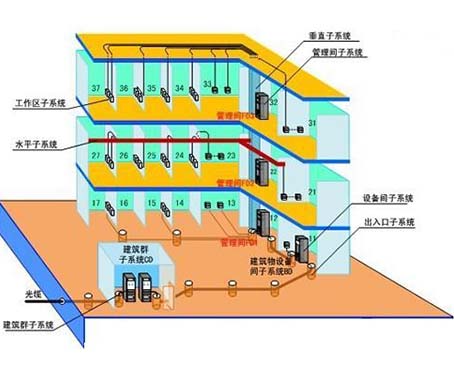 垂直子系统
管理间子系统
37
36
35
34
33
32
31
工作区子系统
管理间FD3
水平子系统
27
26
25
24
23
22
21
管理间FD2
17
16
15
14
13
12
11
设备间子系统
出入口子系统
管理间FD1
建筑群
子系统CD
建筑物设备
间子系统BD
光缆
建筑群子系统